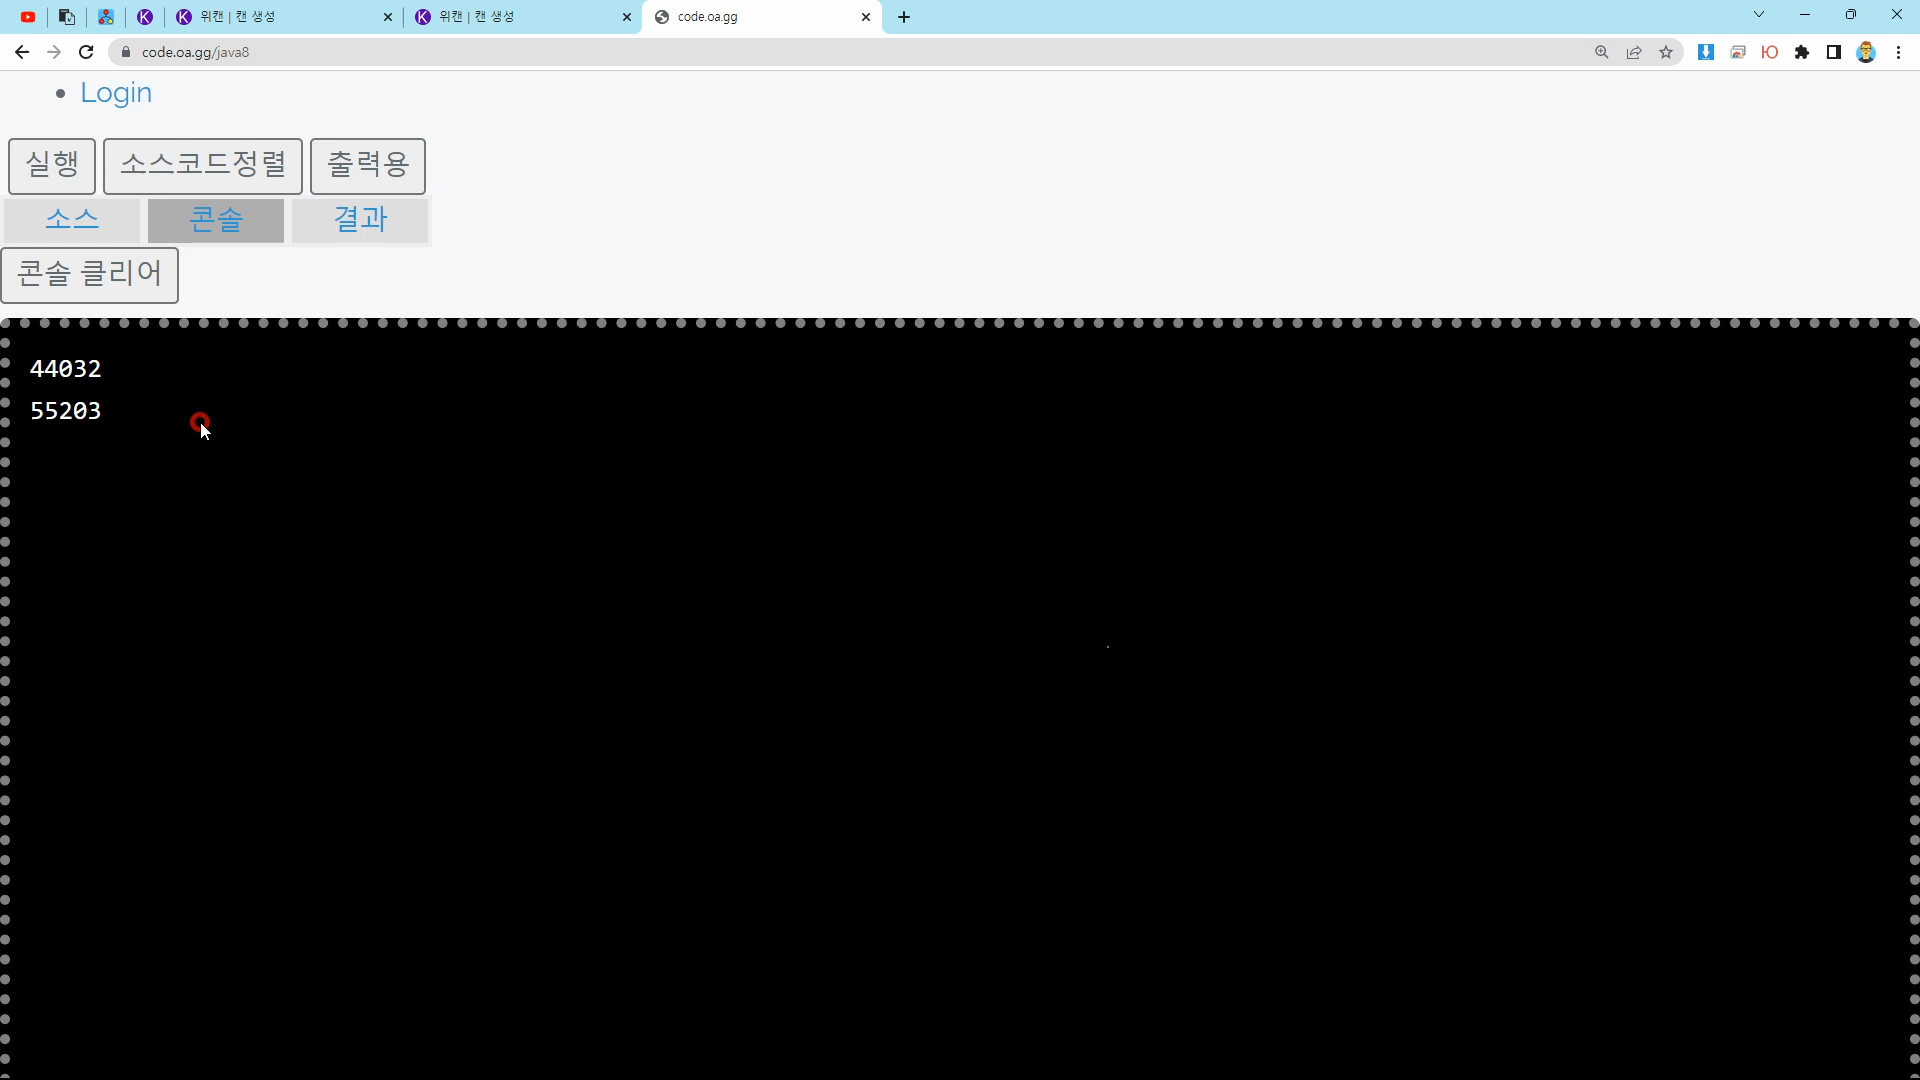 위캔 | 캔 생성
위캔 | 캔 생성
code.oa.gg
code.oa.gg/java8
Login
실행 소스코드정렬 출력용
소스 콘솔 결과
콘솔 클리어
44032
55203